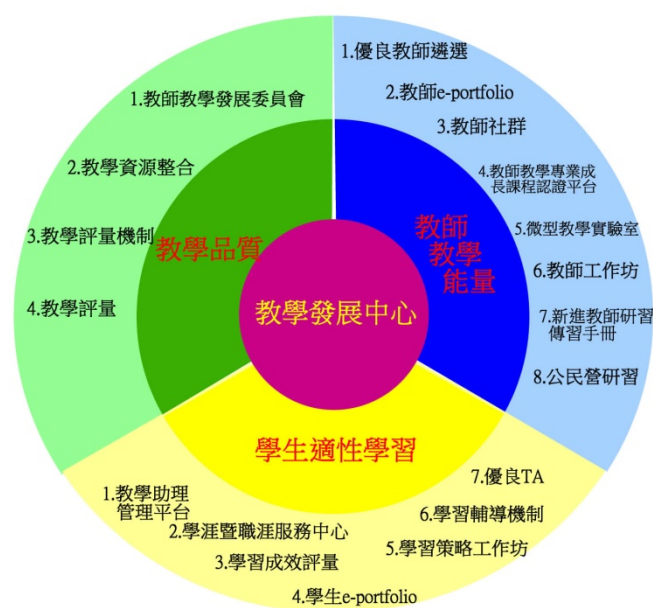 教學發展中心
教學品質
1.教師教學發展委員會
2.教學資源整合
3.教學評量機制
4.教學評量
教師
教學
能量
1.優良教師遴選
2.教師e-portfolio
3.教師社群
4.教師教學專業成
長課程認證平台
5.微型教學實驗室
6.教師工作坊
7.新進教師研習
傳習手冊
8.公民營研習
學生適性學習
1.教學助理
管理平台
2.學涯暨職涯服務中心
3.學習成效評量
4.學生e-portfolio
5.學習策略工作坊
6.學習輔導機制
7.優良TA